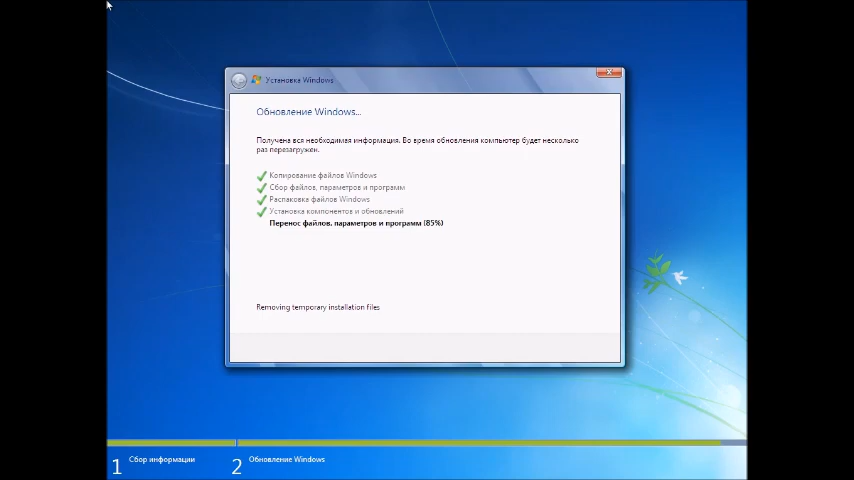 Установка Windows
Обновление Windows...
Получена вся необходимая информация. Во время обновления компьютер будет несколько
раз перезагружен.
Копирование файлов Windows
Сбор файлов, параметров и программ
Распаковка файлов Windows
Установка компонентов и обновлений
Перенос файлов, параметров и программ (85%)
Removing temporary installation files
1 Сбор информации
2 Обновление Windows